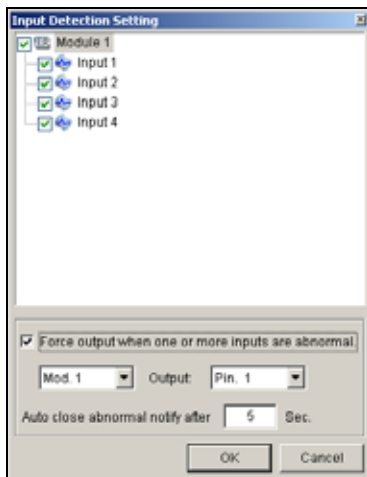 Input Detection Setting
Module 1
Input 1
Input 2
Input 3
Input 4
Force output when one or more inputs are abnormal.
Mod. 1 Output: Pin. 1
Auto close abnormal notify after 5 Sec.
OK Cancel